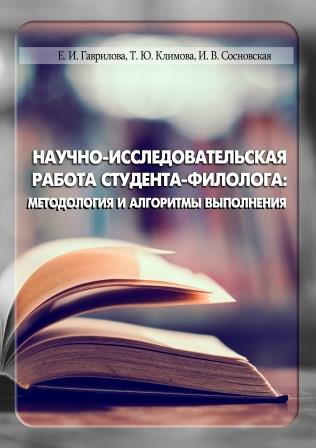 Е. И. Гаврилова, Т. Ю. Климова, И. В. Сосновская
НАУЧНО-ИССЛЕДОВАТЕЛЬСКАЯ
РАБОТА СТУДЕНТА-ФИЛОЛОГА:
МЕТОДОЛОГИЯ И АЛГОРИТМЫ ВЫПОЛНЕНИЯ